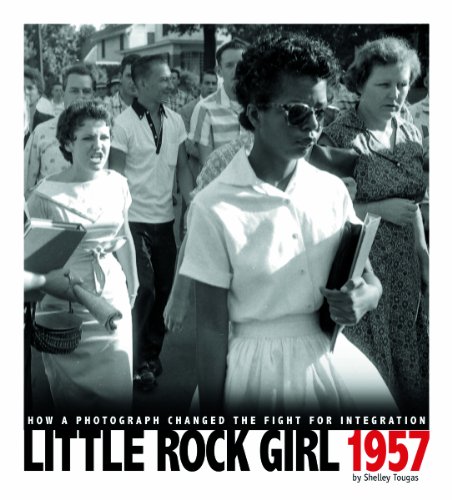 HOW A PHOTOGRAPH CHANGED THE FIGHT FOR INTEGRATION
LITTLE ROCK GIRL 1957
by Shelley Tougas